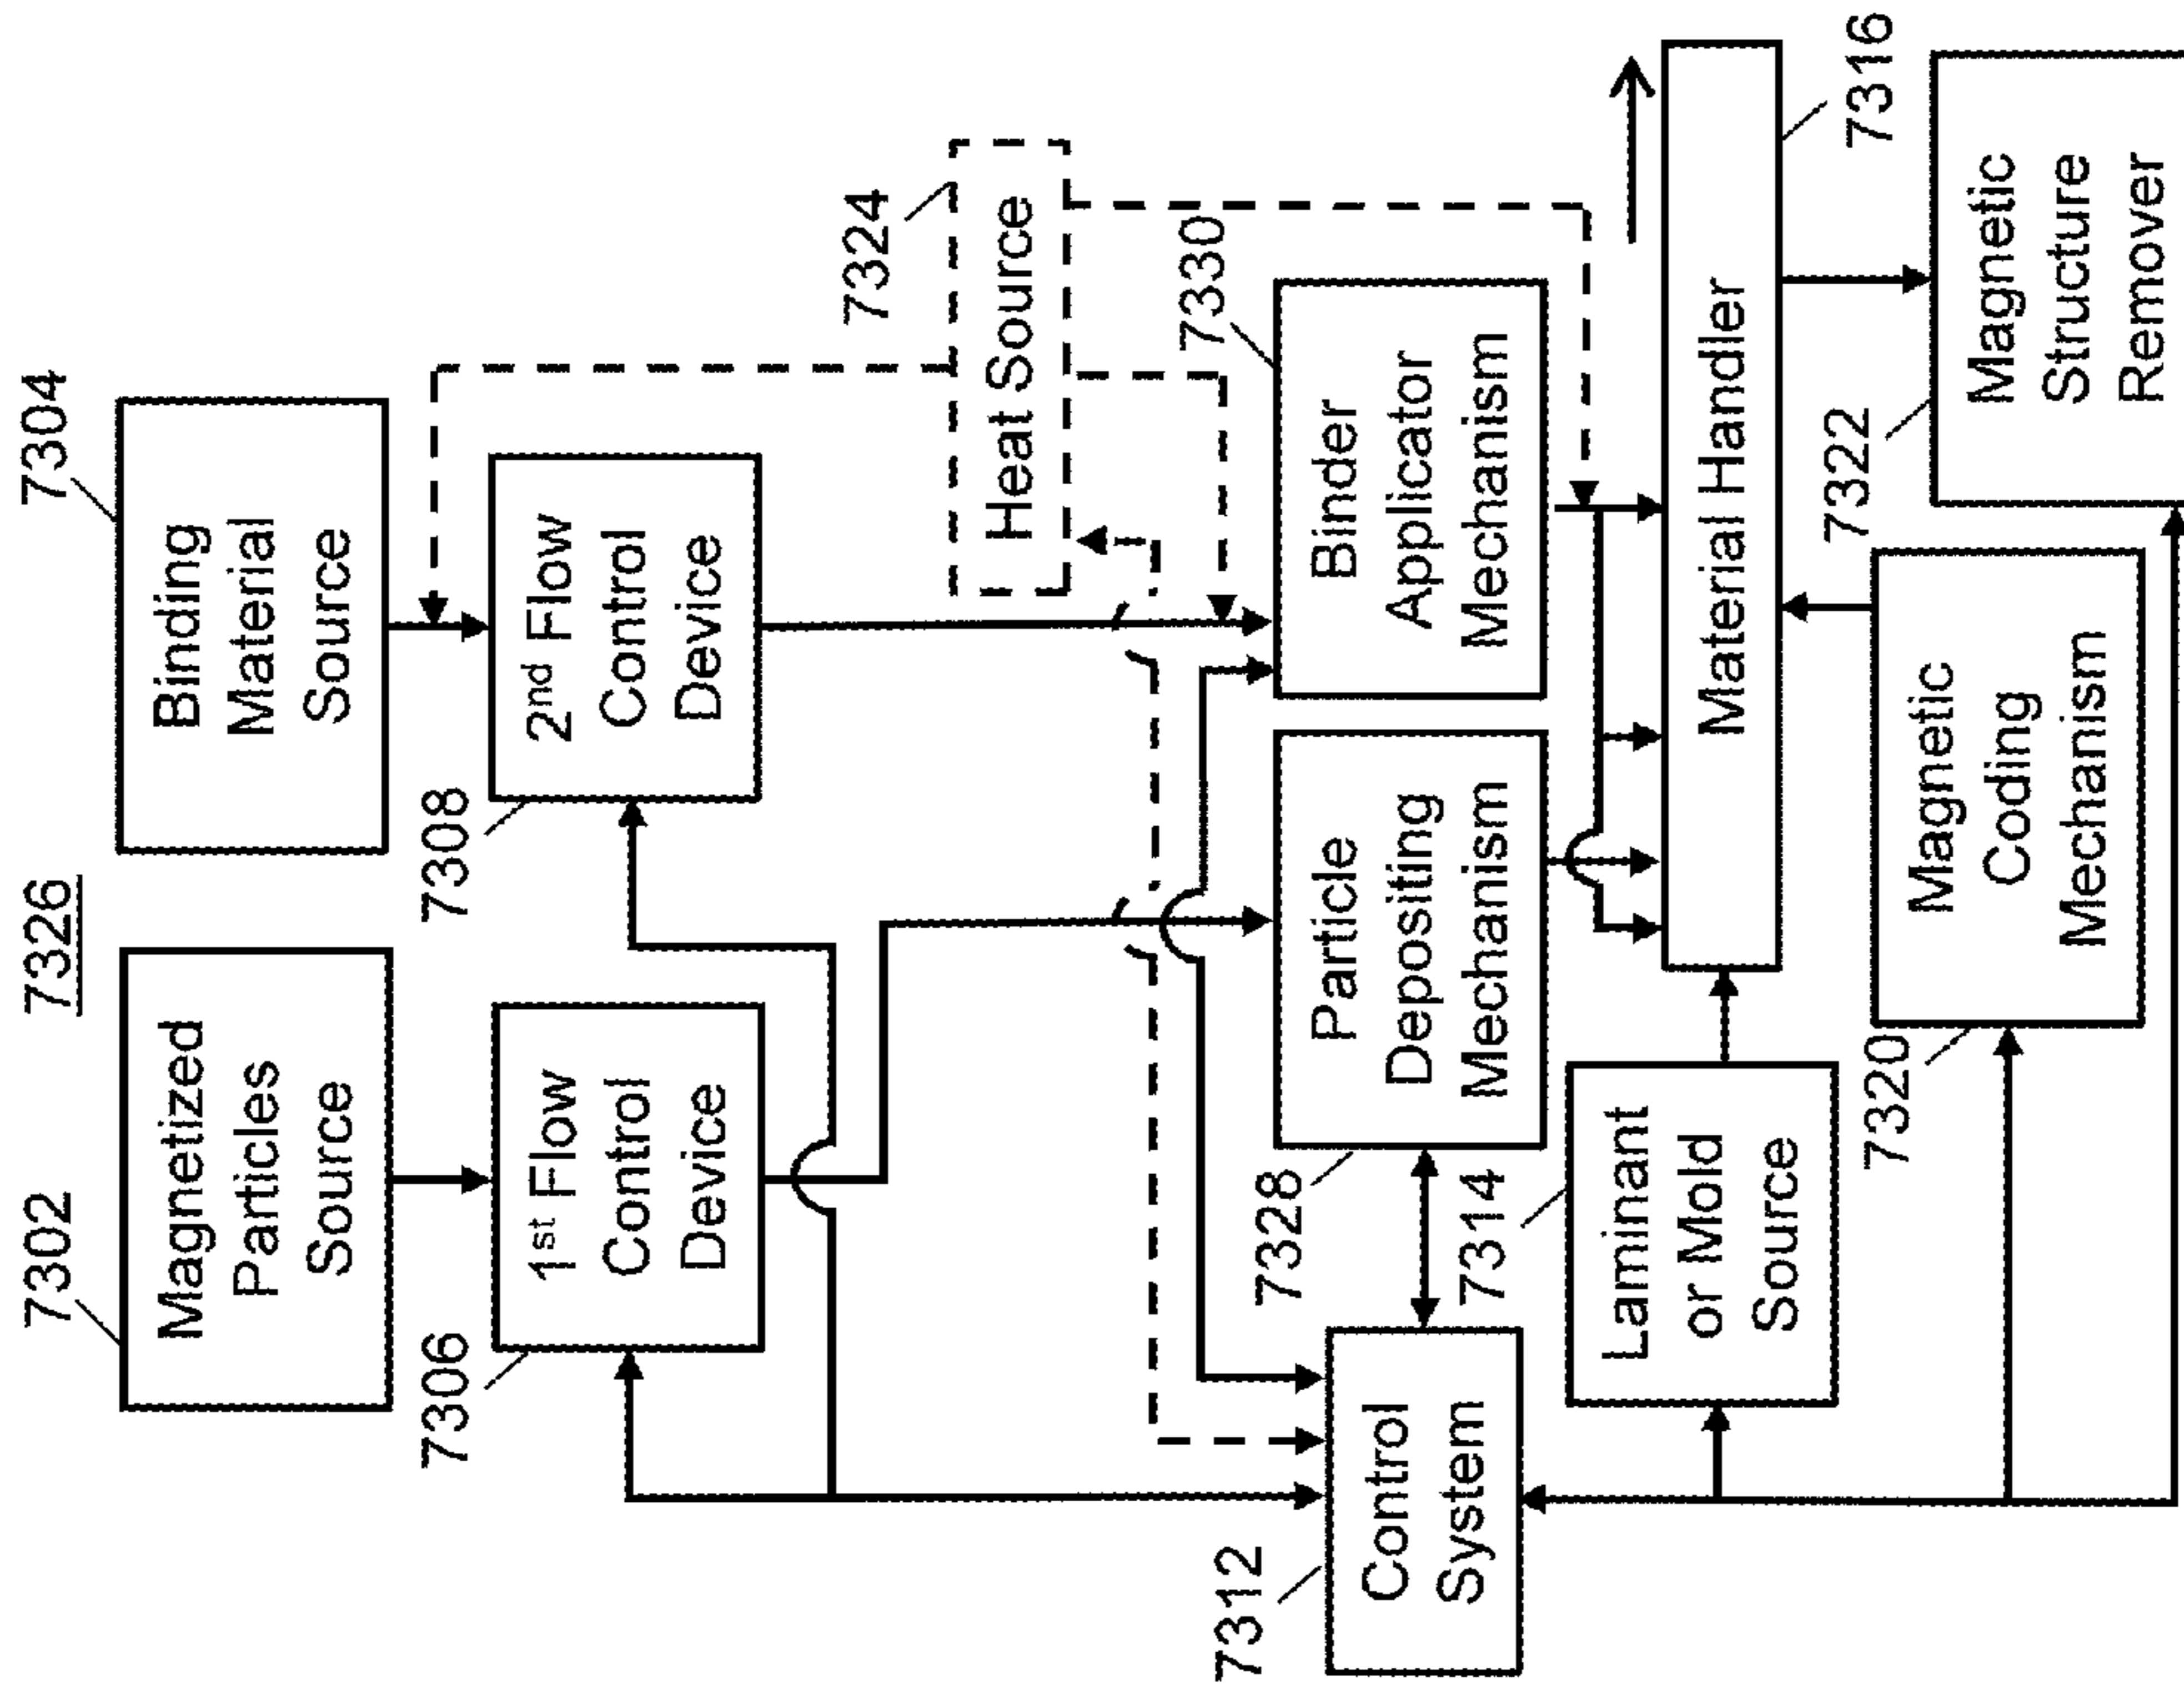 7326
7302
Magnetized
Particles
Source
7304
Binding
Material
Source
7306
1st Flow
Control
Device
7308
2nd Flow
Control
Device
7324
Heat Source
7312
Control
System
7328
Particle
Depositing
Mechanism
7330
Binder
Applicator
Mechanism
7314
Laminant
or Mold
Source
Material Handler
7316
7320
Magnetic
Coding
Mechanism
7322
Magnetic
Structure
Remover